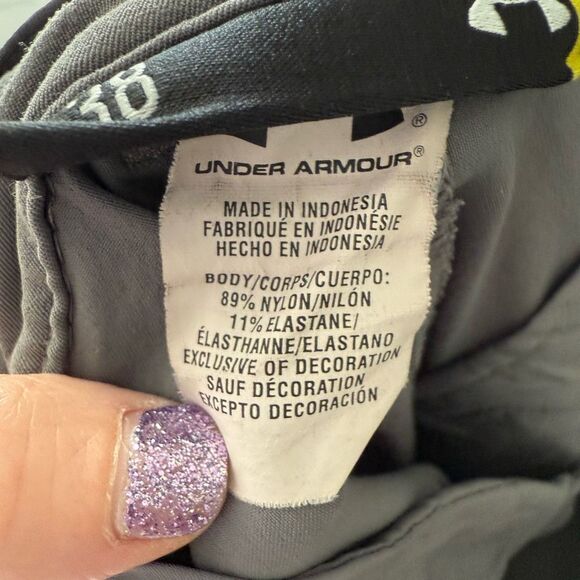 38
®
UNDER ARMOUR®
MADE IN INDONESIA
FABRIQUÉ EN INDONÉSIE
HECHO EN INDONESIA
BODY/CORPS/CUERPO:
89% NYLON/NILÓN
11% ELASTANE/
ÉLASTHANNE/ELASTANO
EXCLUSIVE OF DECORATION
SAUF DÉCORATION
EXCEPTO DECORACIÓN